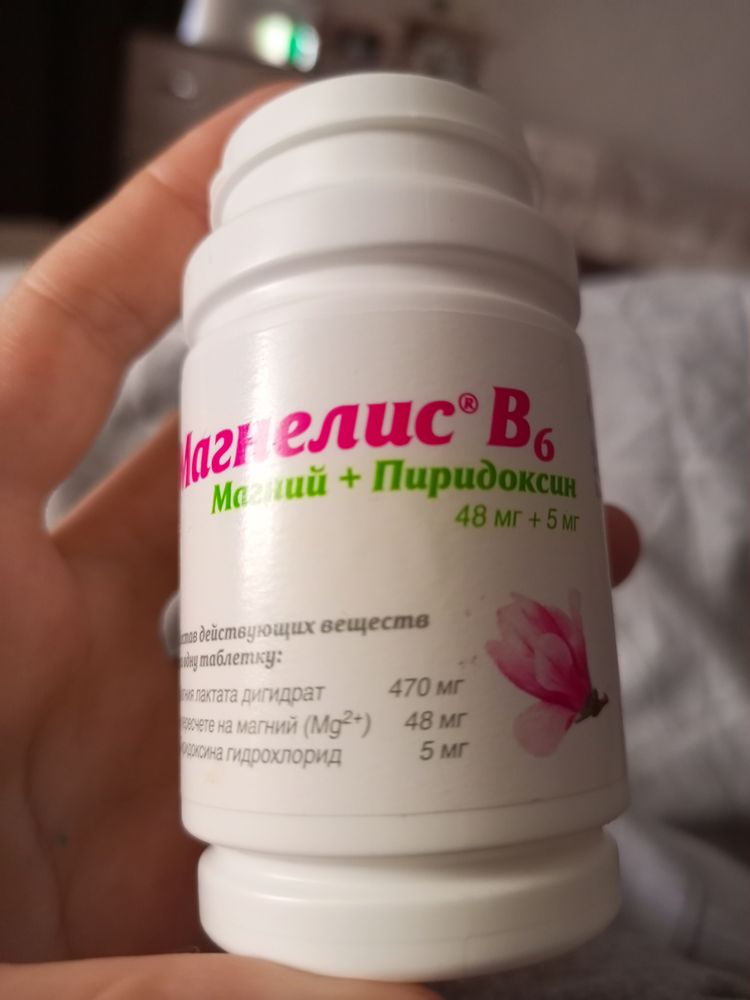 Магнелис® B6
Магний + Пиридоксин
48 мг + 5 мг
действующих веществ
одну таблетку:
лактата дигидрат 470 мг
на магний (Mg2+) 48 мг
гидрохлорид 5 мг